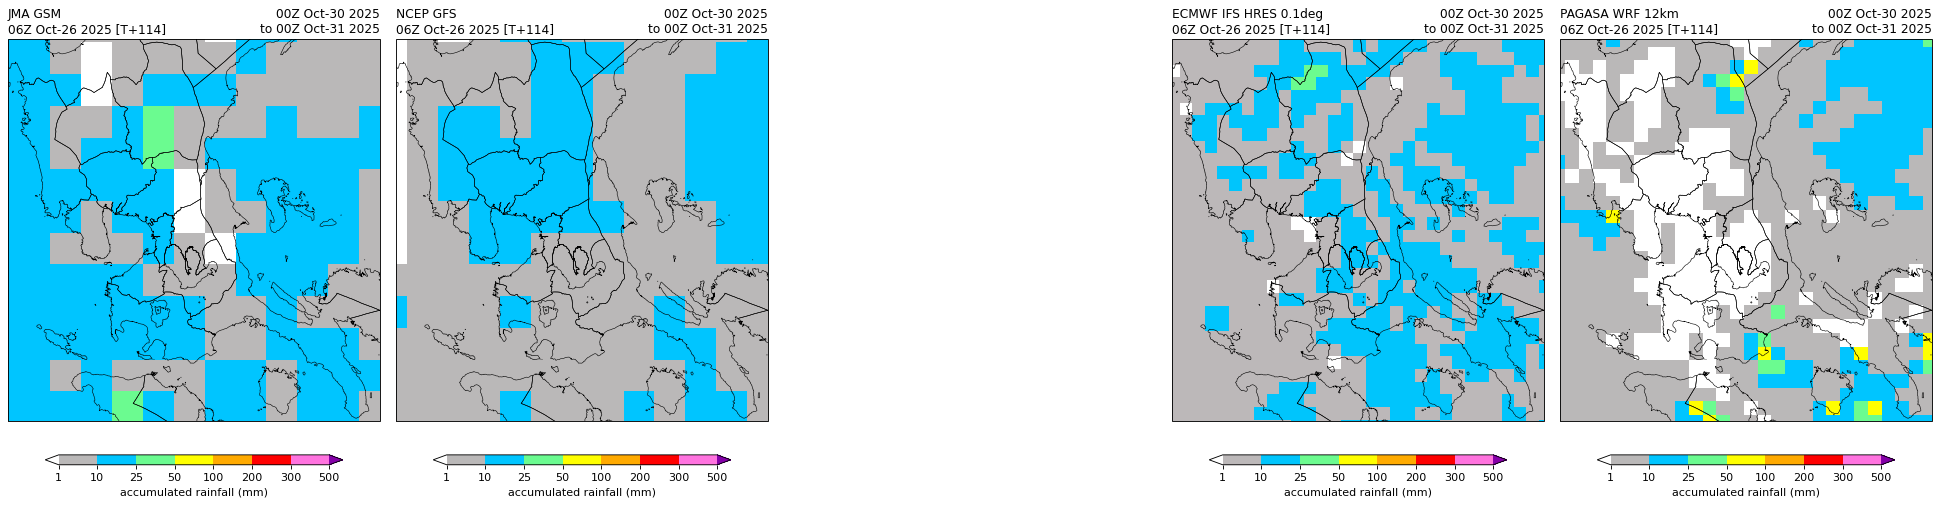 JMA GSM 00Z Oct-30 2025
06Z Oct-26 2025 [T+114] to 00Z Oct-31 2025
1 10 25 50 100 200 300 500
accumulated rainfall (mm)
NCEP GFS 00Z Oct-30 2025
06Z Oct-26 2025 [T+114] to 00Z Oct-31 2025
1 10 25 50 100 200 300 500
accumulated rainfall (mm)
ECMWF IFS HRES 0.1deg 00Z Oct-30 2025
06Z Oct-26 2025 [T+114] to 00Z Oct-31 2025
1 10 25 50 100 200 300 500
accumulated rainfall (mm)
PAGASA WRF 12km 00Z Oct-30 2025
06Z Oct-26 2025 [T+114] to 00Z Oct-31 2025
1 10 25 50 100 200 300 500
accumulated rainfall (mm)